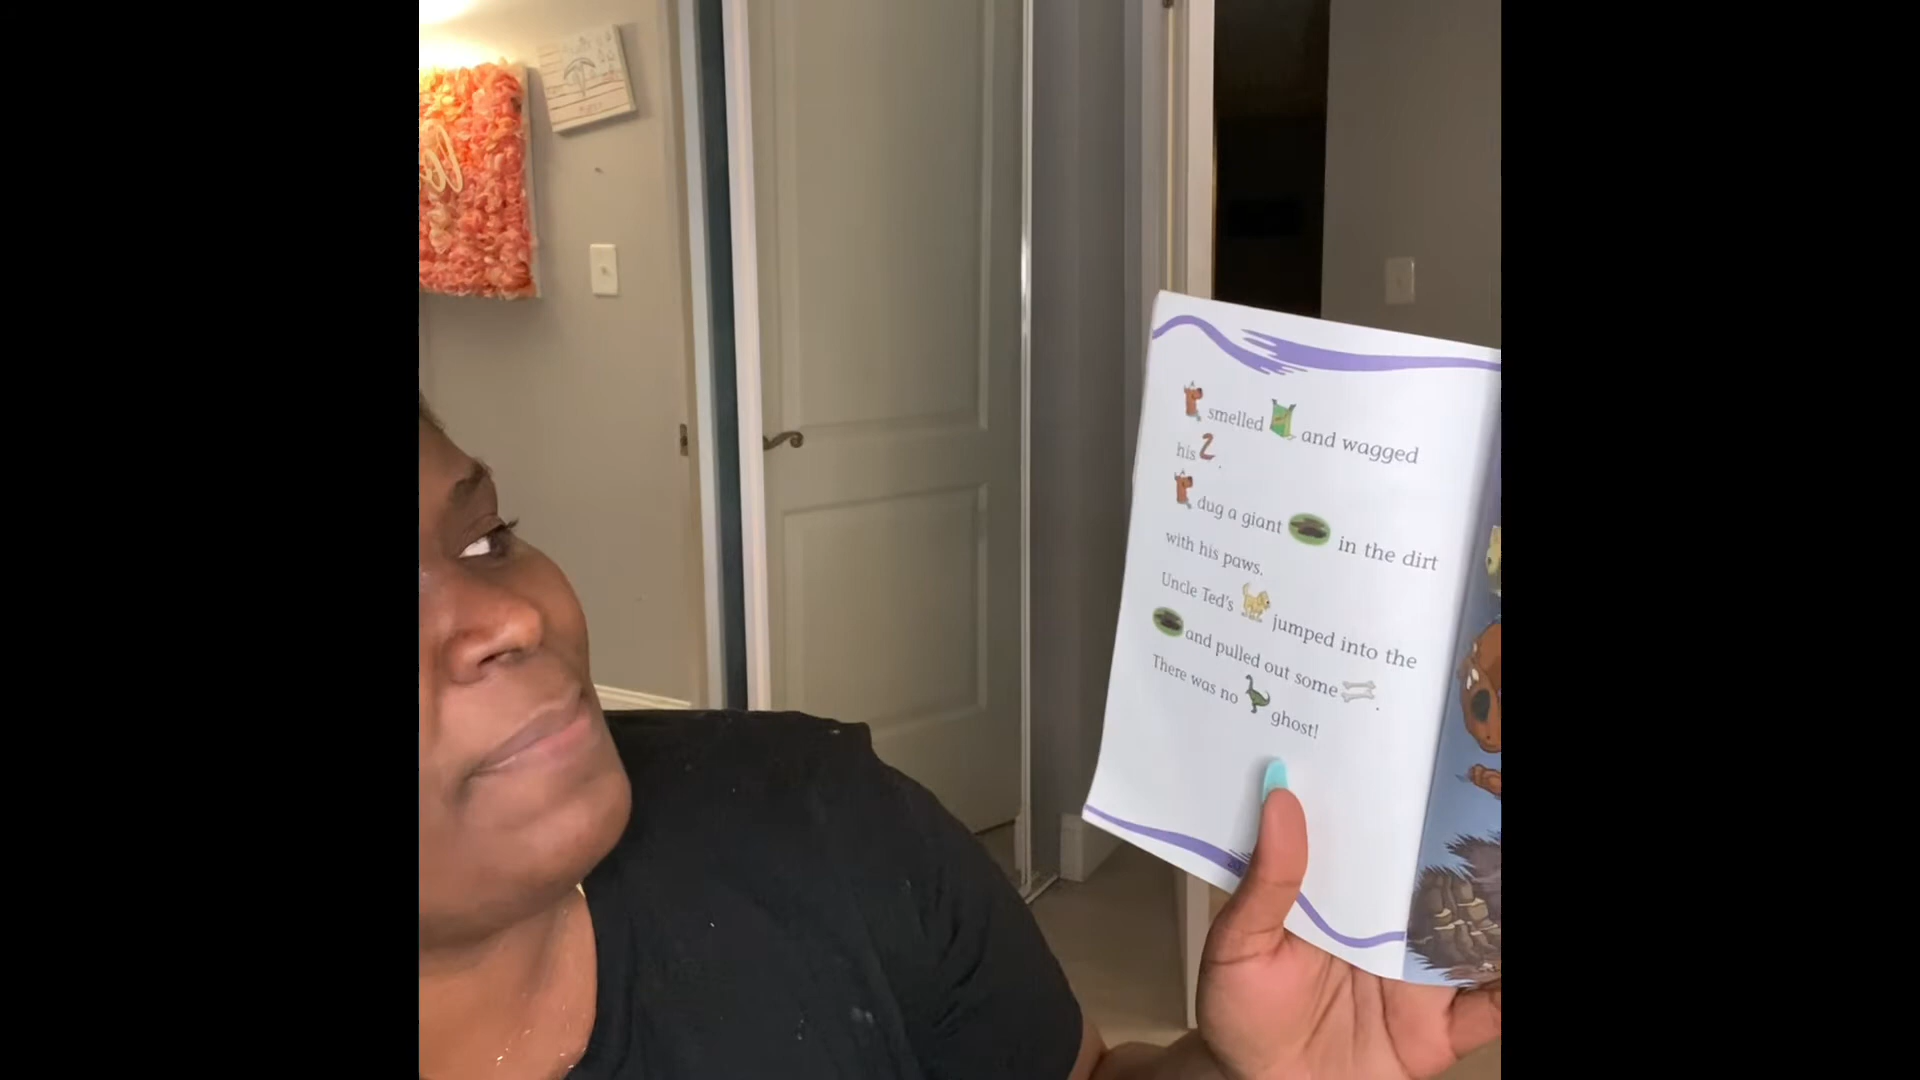 smelled and wagged
his .
dug a giant in the dirt
with his paws.
Uncle Ted's jumped into the
and pulled out some .
There was no ghost!